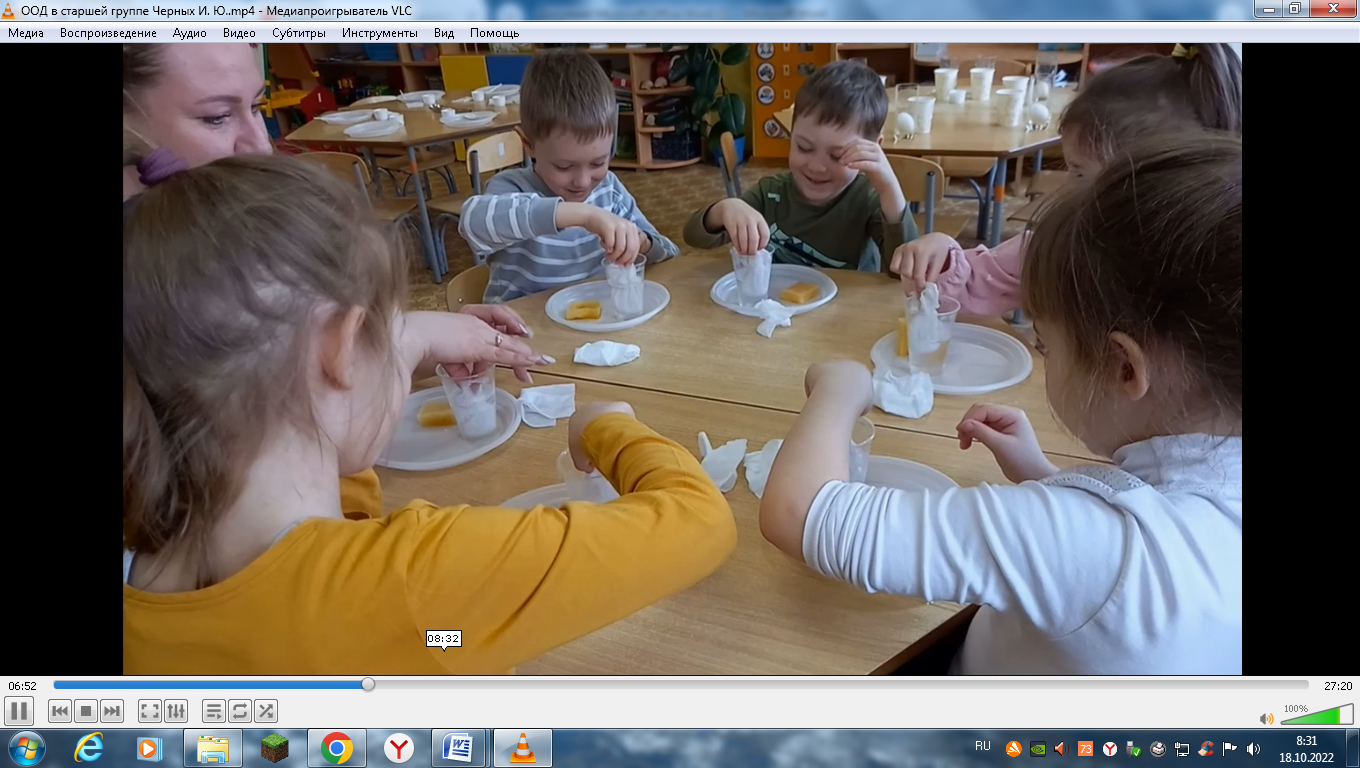 ООД в старшей группе Черных И. Ю..mp4 - Медиапроигрыватель VLC
Медиа Воспроизведение Аудио Видео Субтитры Инструменты Вид Помощь
08:32
06:52
27:20
100%
RU
73
8:31
18.10.2022